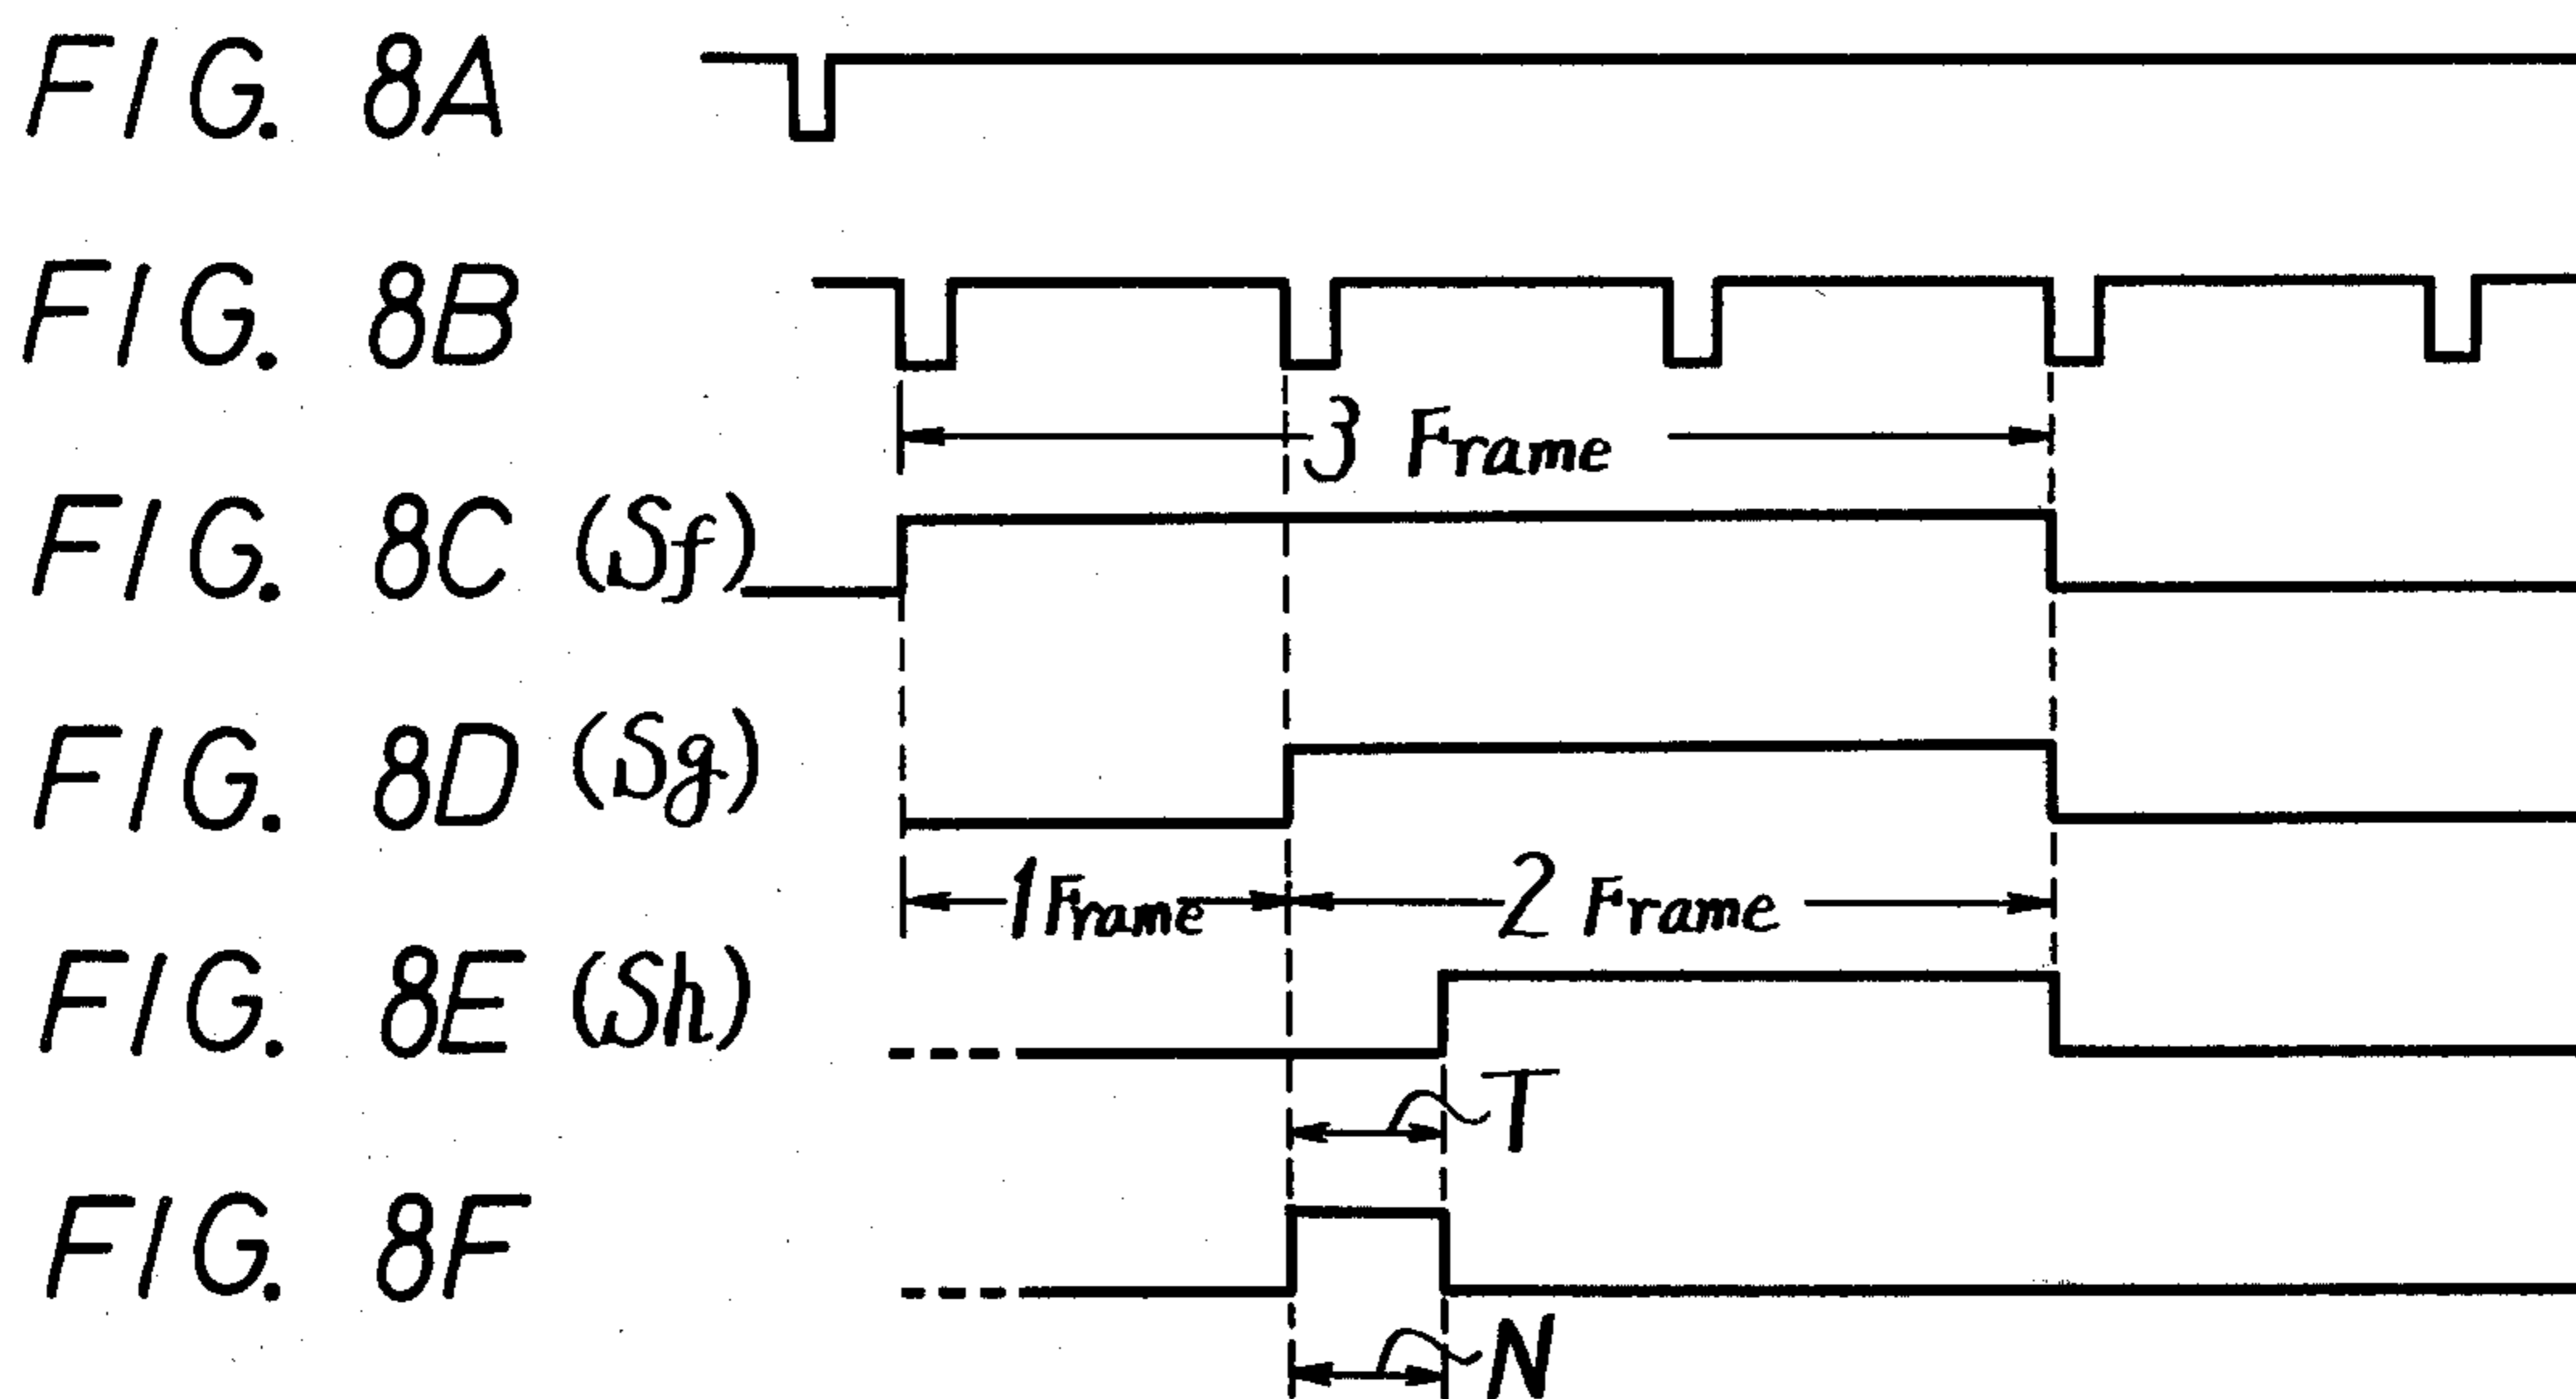 FIG. 8A
FIG. 8B
3 Frame
FIG. 8C (Sf)
FIG. 8D (Sg)
1 Frame 2 Frame
FIG. 8E (Sh)
T
FIG. 8F
N